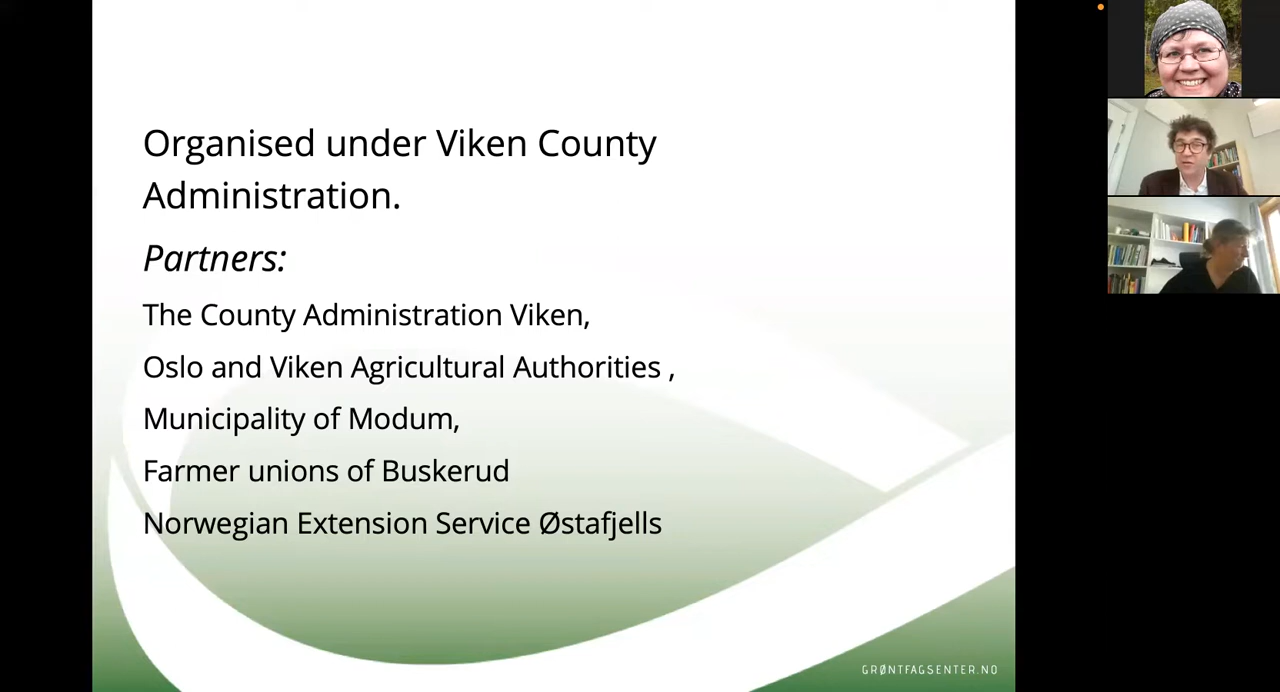 Organised under Viken County
Administration.
Partners:
The County Administration Viken,
Oslo and Viken Agricultural Authorities ,
Municipality of Modum,
Farmer unions of Buskerud
Norwegian Extension Service Østafjells
GRØNTFAGSENTER.NO